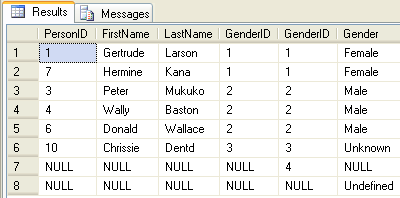 Results Messages
PersonID FirstName LastName GenderID GenderID Gender
1 1 Gertrude Larson 1 1 Female
2 7 Hermine Kana 1 1 Female
3 3 Peter Mukuko 2 2 Male
4 4 Wally Baston 2 2 Male
5 6 Donald Wallace 2 2 Male
6 10 Chrissie Dentd 3 3 Unknown
7 NULL NULL NULL NULL 4 NULL
8 NULL NULL NULL NULL NULL Undefined